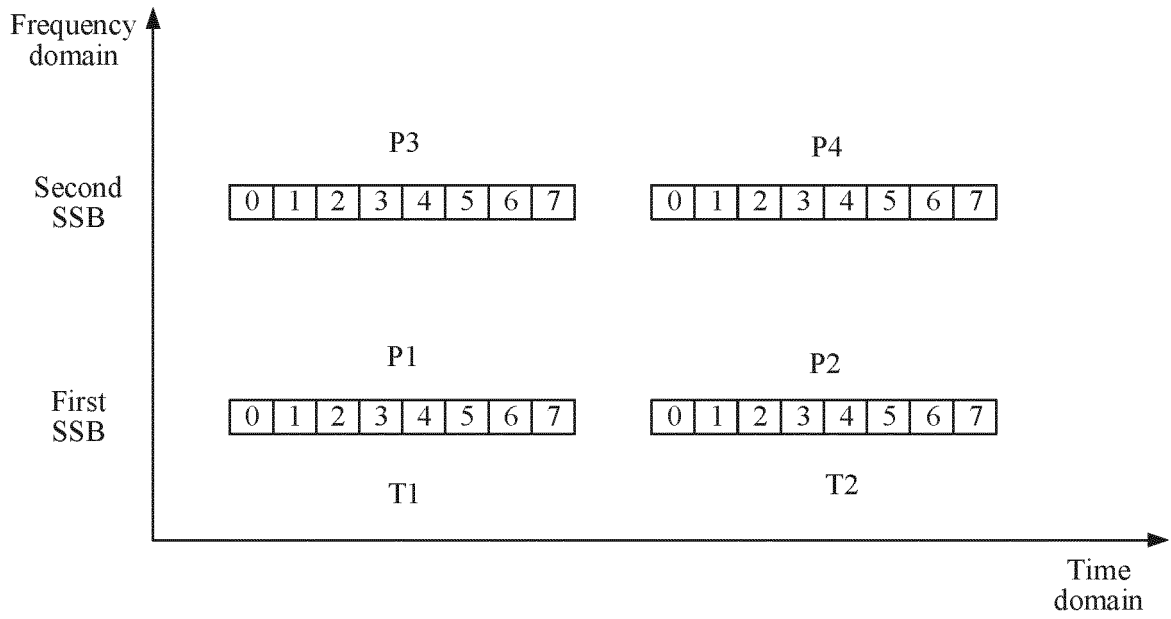 Frequency
domain
P3
P4
Second
SSB
0 1 2 3 4 5 6 7
0 1 2 3 4 5 6 7
P1
P2
First
SSB
0 1 2 3 4 5 6 7
0 1 2 3 4 5 6 7
T1
T2
Time
domain